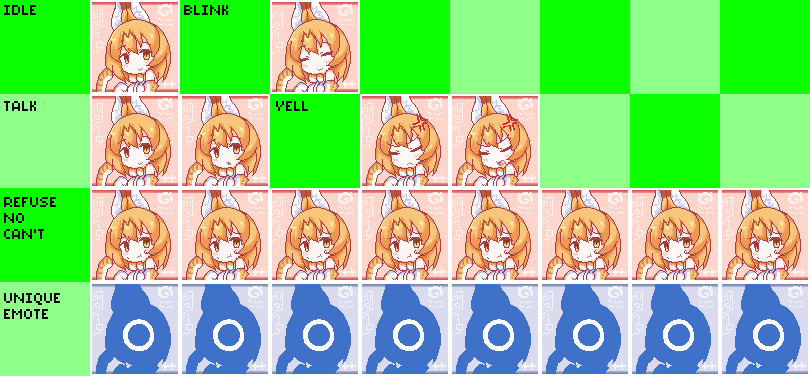 IDLE
BLINK
TALK
YELL
REFUSE
NO
CAN'T
UNIQUE
EMOTE